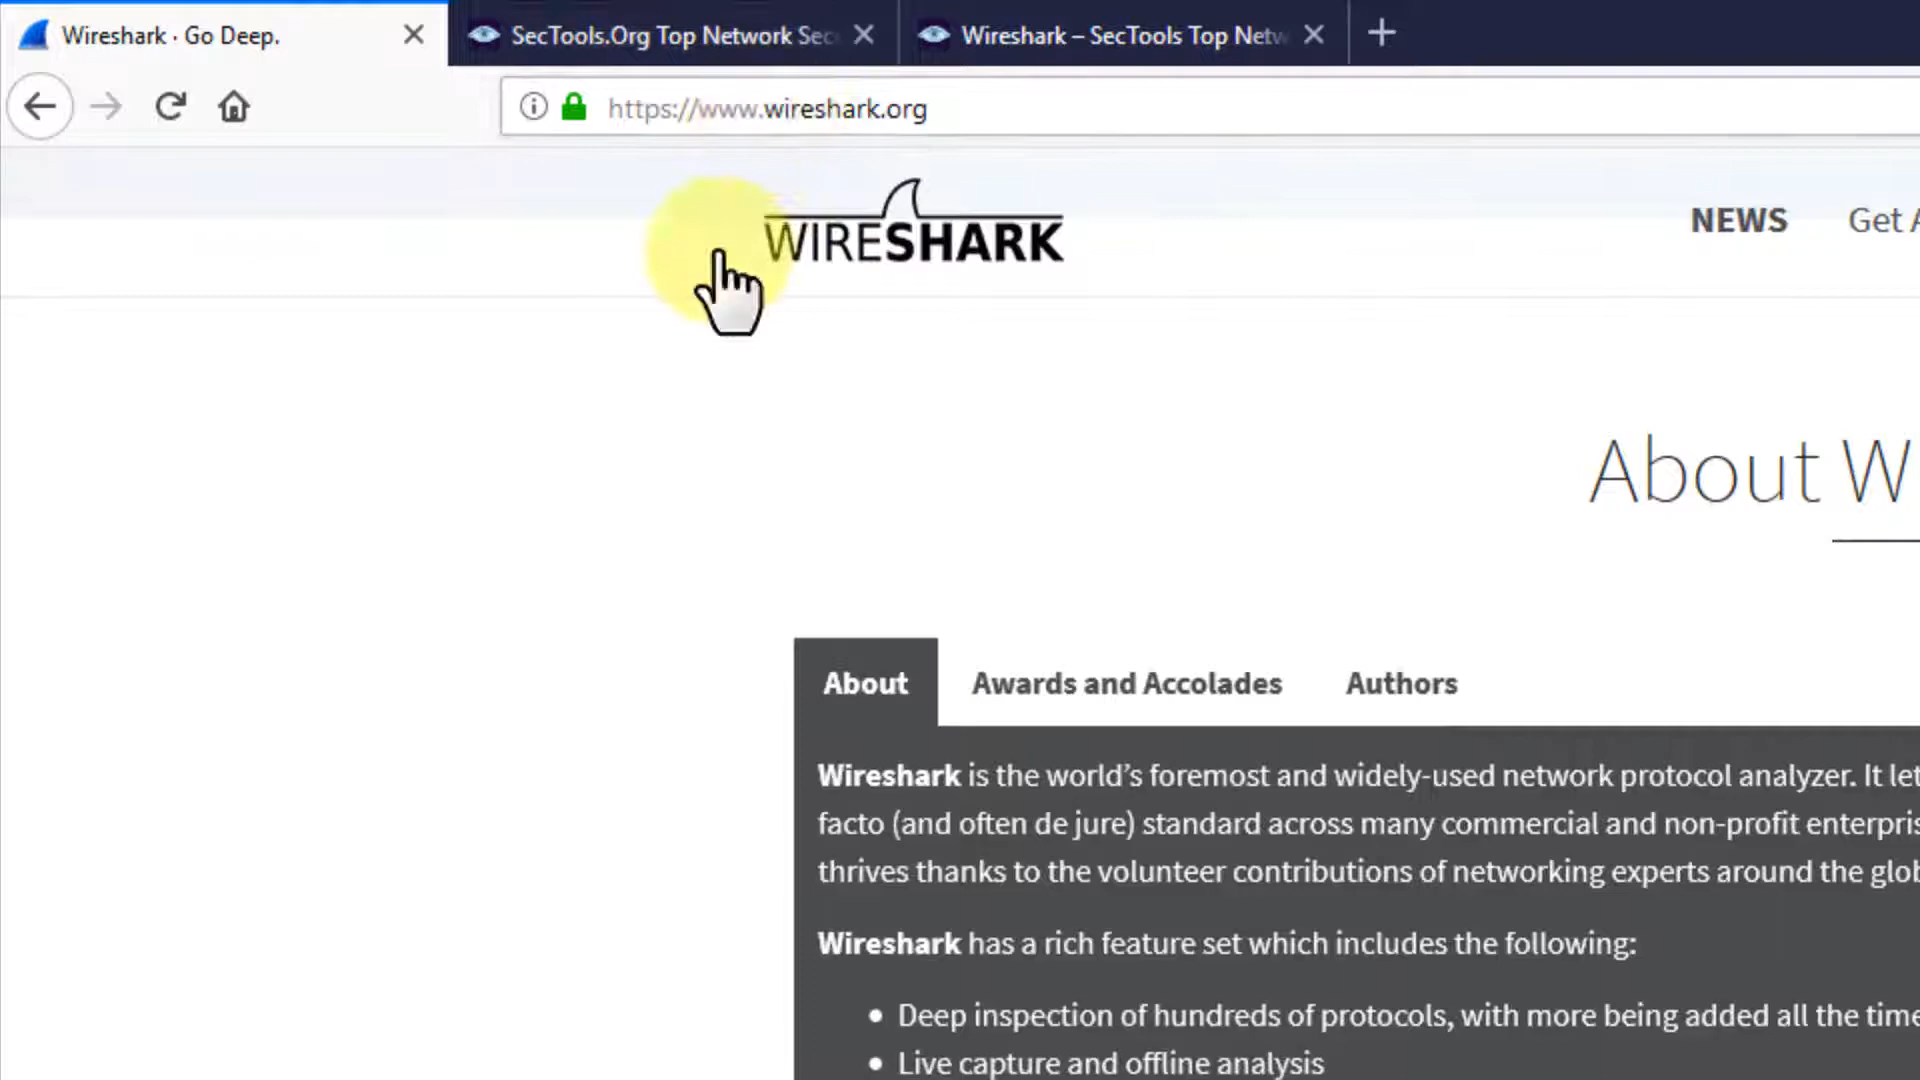 Wireshark · Go Deep.
SecTools.Org Top Network Sec
Wireshark – SecTools Top Netw
https://www.wireshark.org
WIRESHARK
NEWS
Get A
About W
About
Awards and Accolades
Authors
Wireshark is the world’s foremost and widely-used network protocol analyzer. It let
facto (and often de jure) standard across many commercial and non-profit enterpris
thrives thanks to the volunteer contributions of networking experts around the glob
Wireshark has a rich feature set which includes the following:
• Deep inspection of hundreds of protocols, with more being added all the time
• Live capture and offline analysis